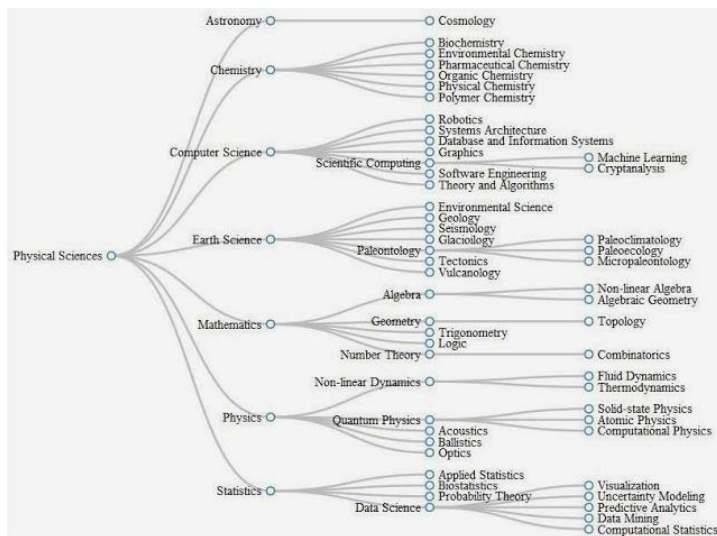 Physical Sciences
Astronomy
Cosmology
Chemistry
Biochemistry
Environmental Chemistry
Pharmaceutical Chemistry
Organic Chemistry
Physical Chemistry
Polymer Chemistry
Computer Science
Robotics
Systems Architecture
Database and Information Systems
Graphics
Scientific Computing
Machine Learning
Cryptanalysis
Software Engineering
Theory and Algorithms
Earth Science
Environmental Science
Geology
Seismology
Glaciiology
Paleontology
Paleoclimatology
Paleoecology
Micropaleontology
Tectonics
Vulcanology
Mathematics
Algebra
Non-linear Algebra
Algebraic Geometry
Geometry
Topology
Trigonometry
Logic
Number Theory
Combinatorics
Physics
Non-linear Dynamics
Fluid Dynamics
Thermodynamics
Quantum Physics
Solid-state Physics
Atomic Physics
Computational Physics
Acoustics
Ballistics
Optics
Statistics
Applied Statistics
Biostatistics
Probability Theory
Data Science
Visualization
Uncertainty Modeling
Predictive Analytics
Data Mining
Computational Statistics